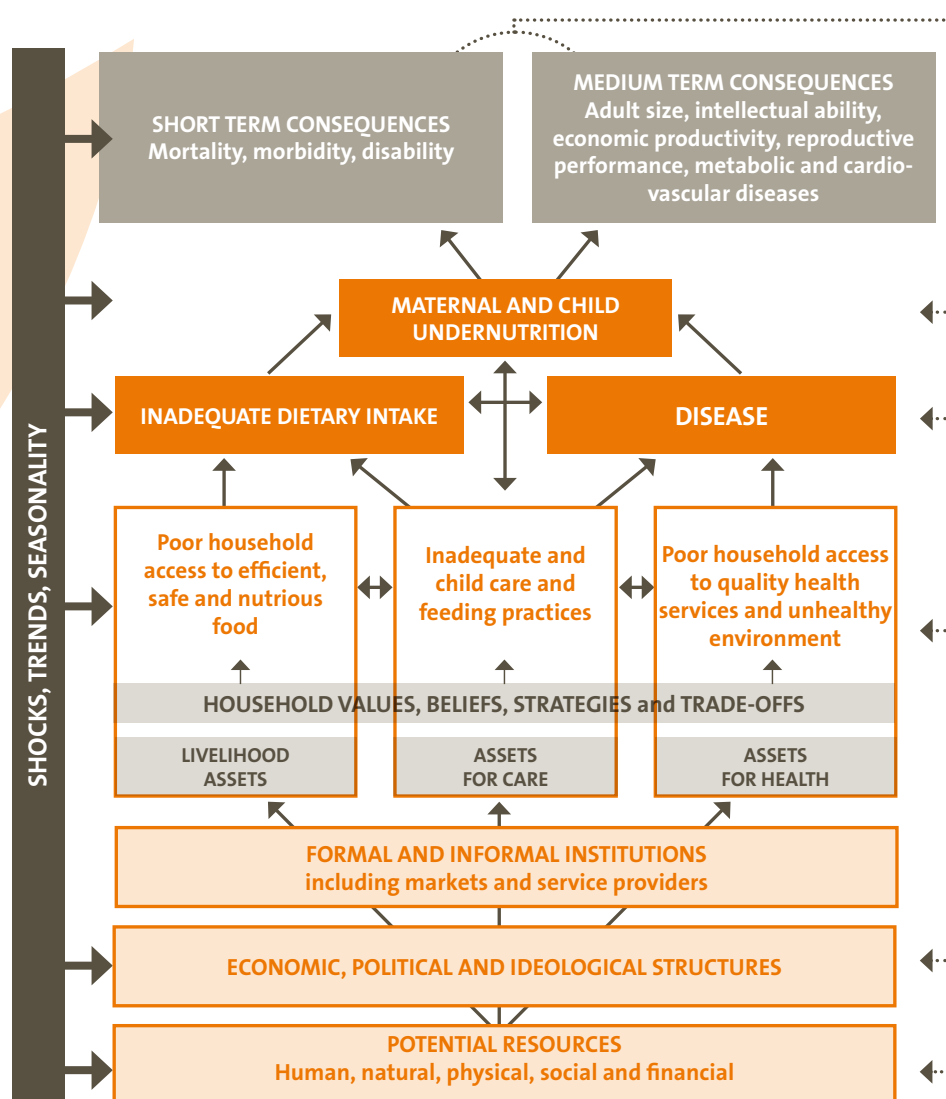 SHORT TERM CONSEQUENCES
Mortality, morbidity, disability
MEDIUM TERM CONSEQUENCES
Adult size, intellectual ability,
economic productivity, reproductive
performance, metabolic and cardio-
vascular diseases
MATERNAL AND CHILD
UNDERNUTRITION
INADEQUATE DIETARY INTAKE
DISEASE
SHOCKS, TRENDS, SEASONALITY
Poor household
access to efficient,
safe and nutrious
food
Inadequate and
child care and
feeding practices
Poor household access
to quality health
services and unhealthy
environment
HOUSEHOLD VALUES, BELIEFS, STRATEGIES and TRADE-OFFS
LIVELIHOOD
ASSETS
ASSETS
FOR CARE
ASSETS
FOR HEALTH
FORMAL AND INFORMAL INSTITUTIONS
including markets and service providers
ECONOMIC, POLITICAL AND IDEOLOGICAL STRUCTURES
POTENTIAL RESOURCES
Human, natural, physical, social and financial